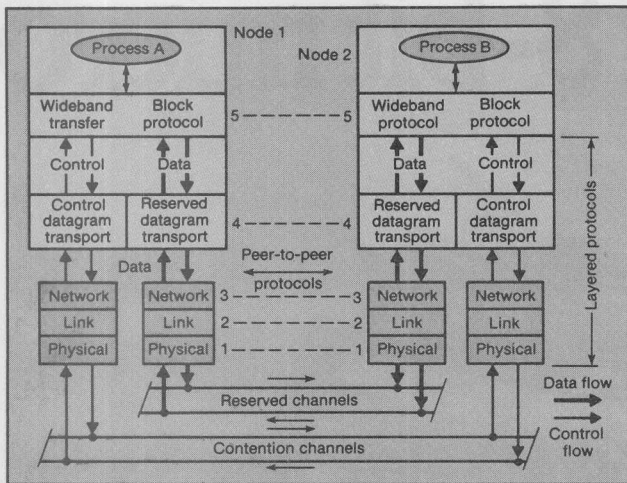 Node 1
Process A
Wideband transfer
Block protocol
5
Control
Data
Control datagram transport
Reserved datagram transport
4
Data
Network
Network
3
Link
Link
2
Physical
Physical
1
Peer-to-peer protocols
Node 2
Process B
Wideband protocol
Block protocol
5
Data
Control
Reserved datagram transport
Control datagram transport
4
Network
Network
3
Link
Link
2
Physical
Physical
1
Layered protocols
Reserved channels
Contention channels
Data flow
Control flow